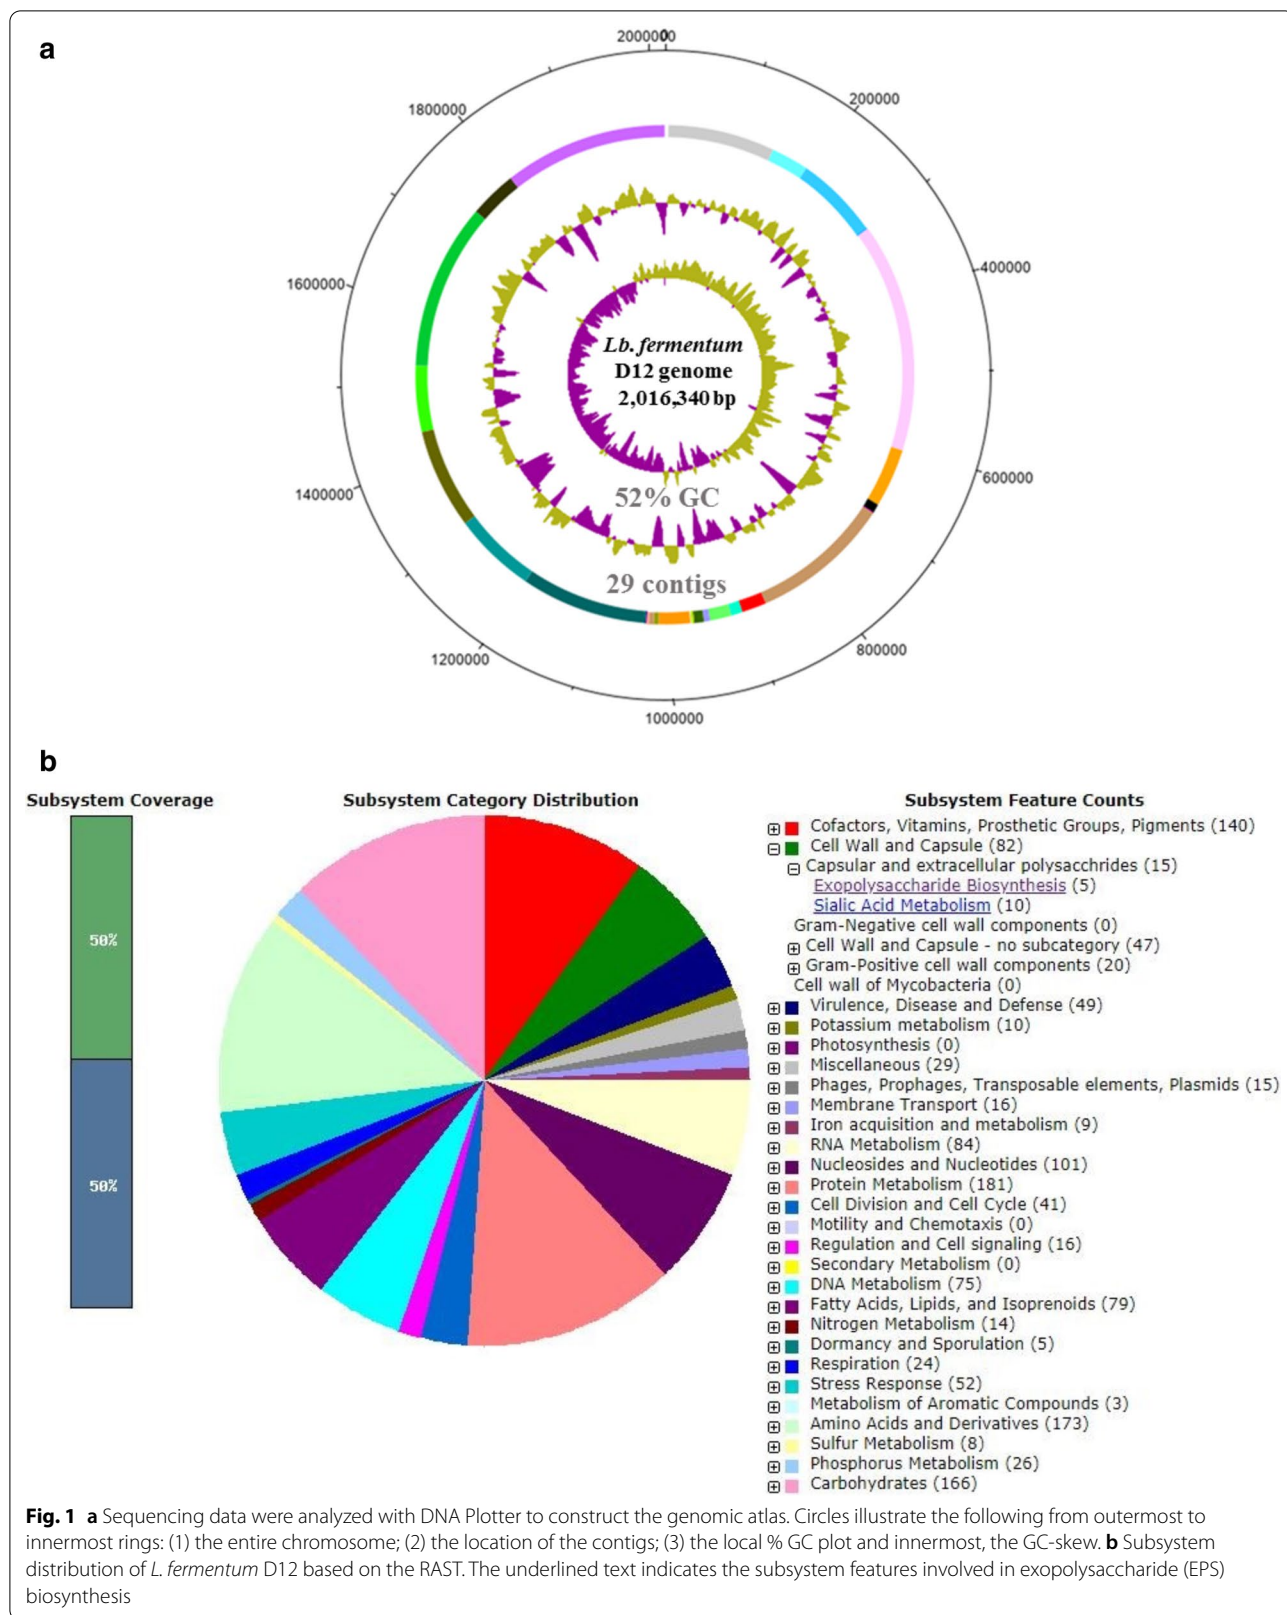 a
2000000
0
200000
400000
600000
800000
1000000
1200000
1400000
1600000
1800000
Lb. fermentum
D12 genome
2,016,340 bp
52% GC
29 contigs
b
Subsystem Coverage
50%
50%
Subsystem Category Distribution
Subsystem Feature Counts
Cofactors, Vitamins, Prosthetic Groups, Pigments (140)
Cell Wall and Capsule (82)
Capsular and extracellular polysacchrides (15)
Exopolysaccharide Biosynthesis (5)
Sialic Acid Metabolism (10)
Gram-Negative cell wall components (0)
Cell Wall and Capsule - no subcategory (47)
Gram-Positive cell wall components (20)
Cell wall of Mycobacteria (0)
Virulence, Disease and Defense (49)
Potassium metabolism (10)
Photosynthesis (0)
Miscellaneous (29)
Phages, Prophages, Transposable elements, Plasmids (15)
Membrane Transport (16)
Iron acquisition and metabolism (9)
RNA Metabolism (84)
Nucleosides and Nucleotides (101)
Protein Metabolism (181)
Cell Division and Cell Cycle (41)
Motility and Chemotaxis (0)
Regulation and Cell signaling (16)
Secondary Metabolism (0)
DNA Metabolism (75)
Fatty Acids, Lipids, and Isoprenoids (79)
Nitrogen Metabolism (14)
Dormancy and Sporulation (5)
Respiration (24)
Stress Response (52)
Metabolism of Aromatic Compounds (3)
Amino Acids and Derivatives (173)
Sulfur Metabolism (8)
Phosphorus Metabolism (26)
Carbohydrates (166)
Fig. 1 a Sequencing data were analyzed with DNA Plotter to construct the genomic atlas. Circles illustrate the following from outermost to
innermost rings: (1) the entire chromosome; (2) the location of the contigs; (3) the local % GC plot and innermost, the GC-skew. b Subsystem
distribution of L. fermentum D12 based on the RAST. The underlined text indicates the subsystem features involved in exopolysaccharide (EPS)
biosynthesis